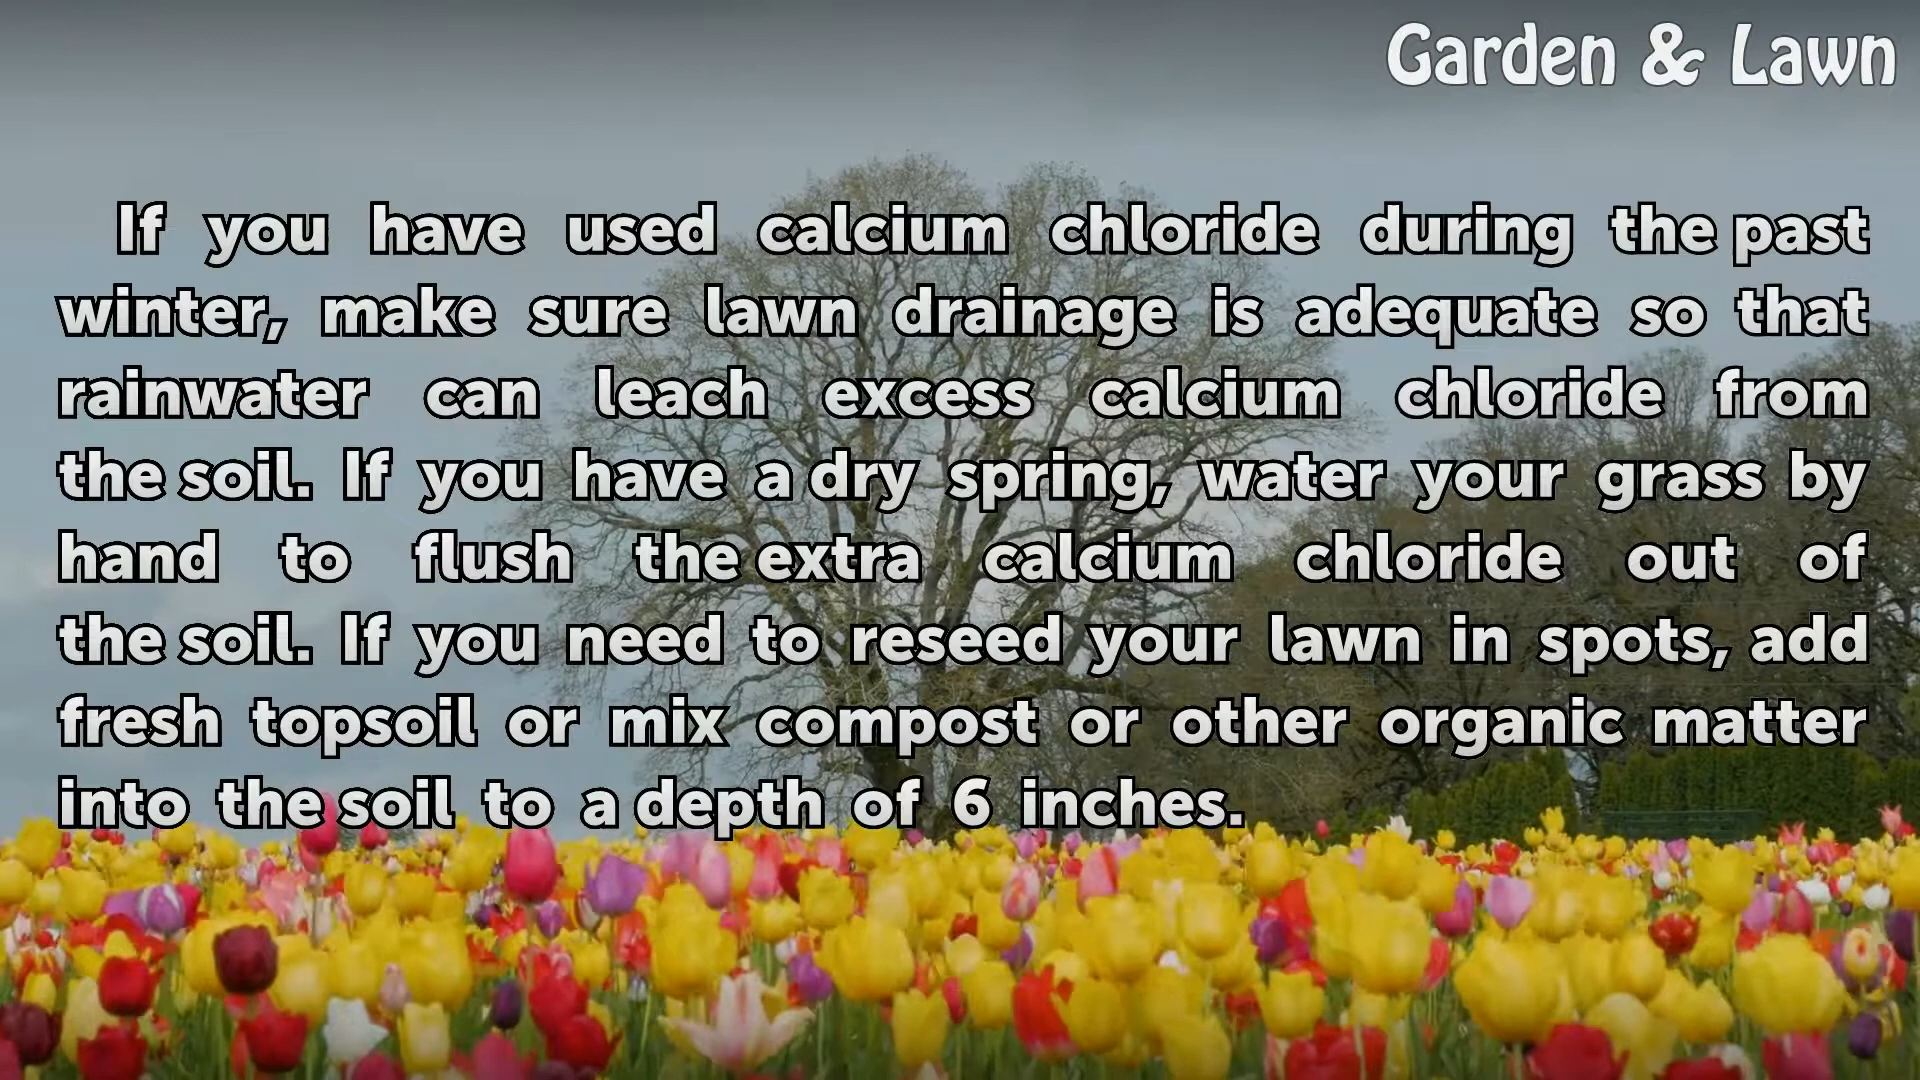 Garden & Lawn
If you have used calcium chloride during the past
winter, make sure lawn drainage is adequate so that
rainwater can leach excess calcium chloride from
the soil. If you have a dry spring, water your grass by
hand to flush the extra calcium chloride out of
the soil. If you need to reseed your lawn in spots, add
fresh topsoil or mix compost or other organic matter
into the soil to a depth of 6 inches.